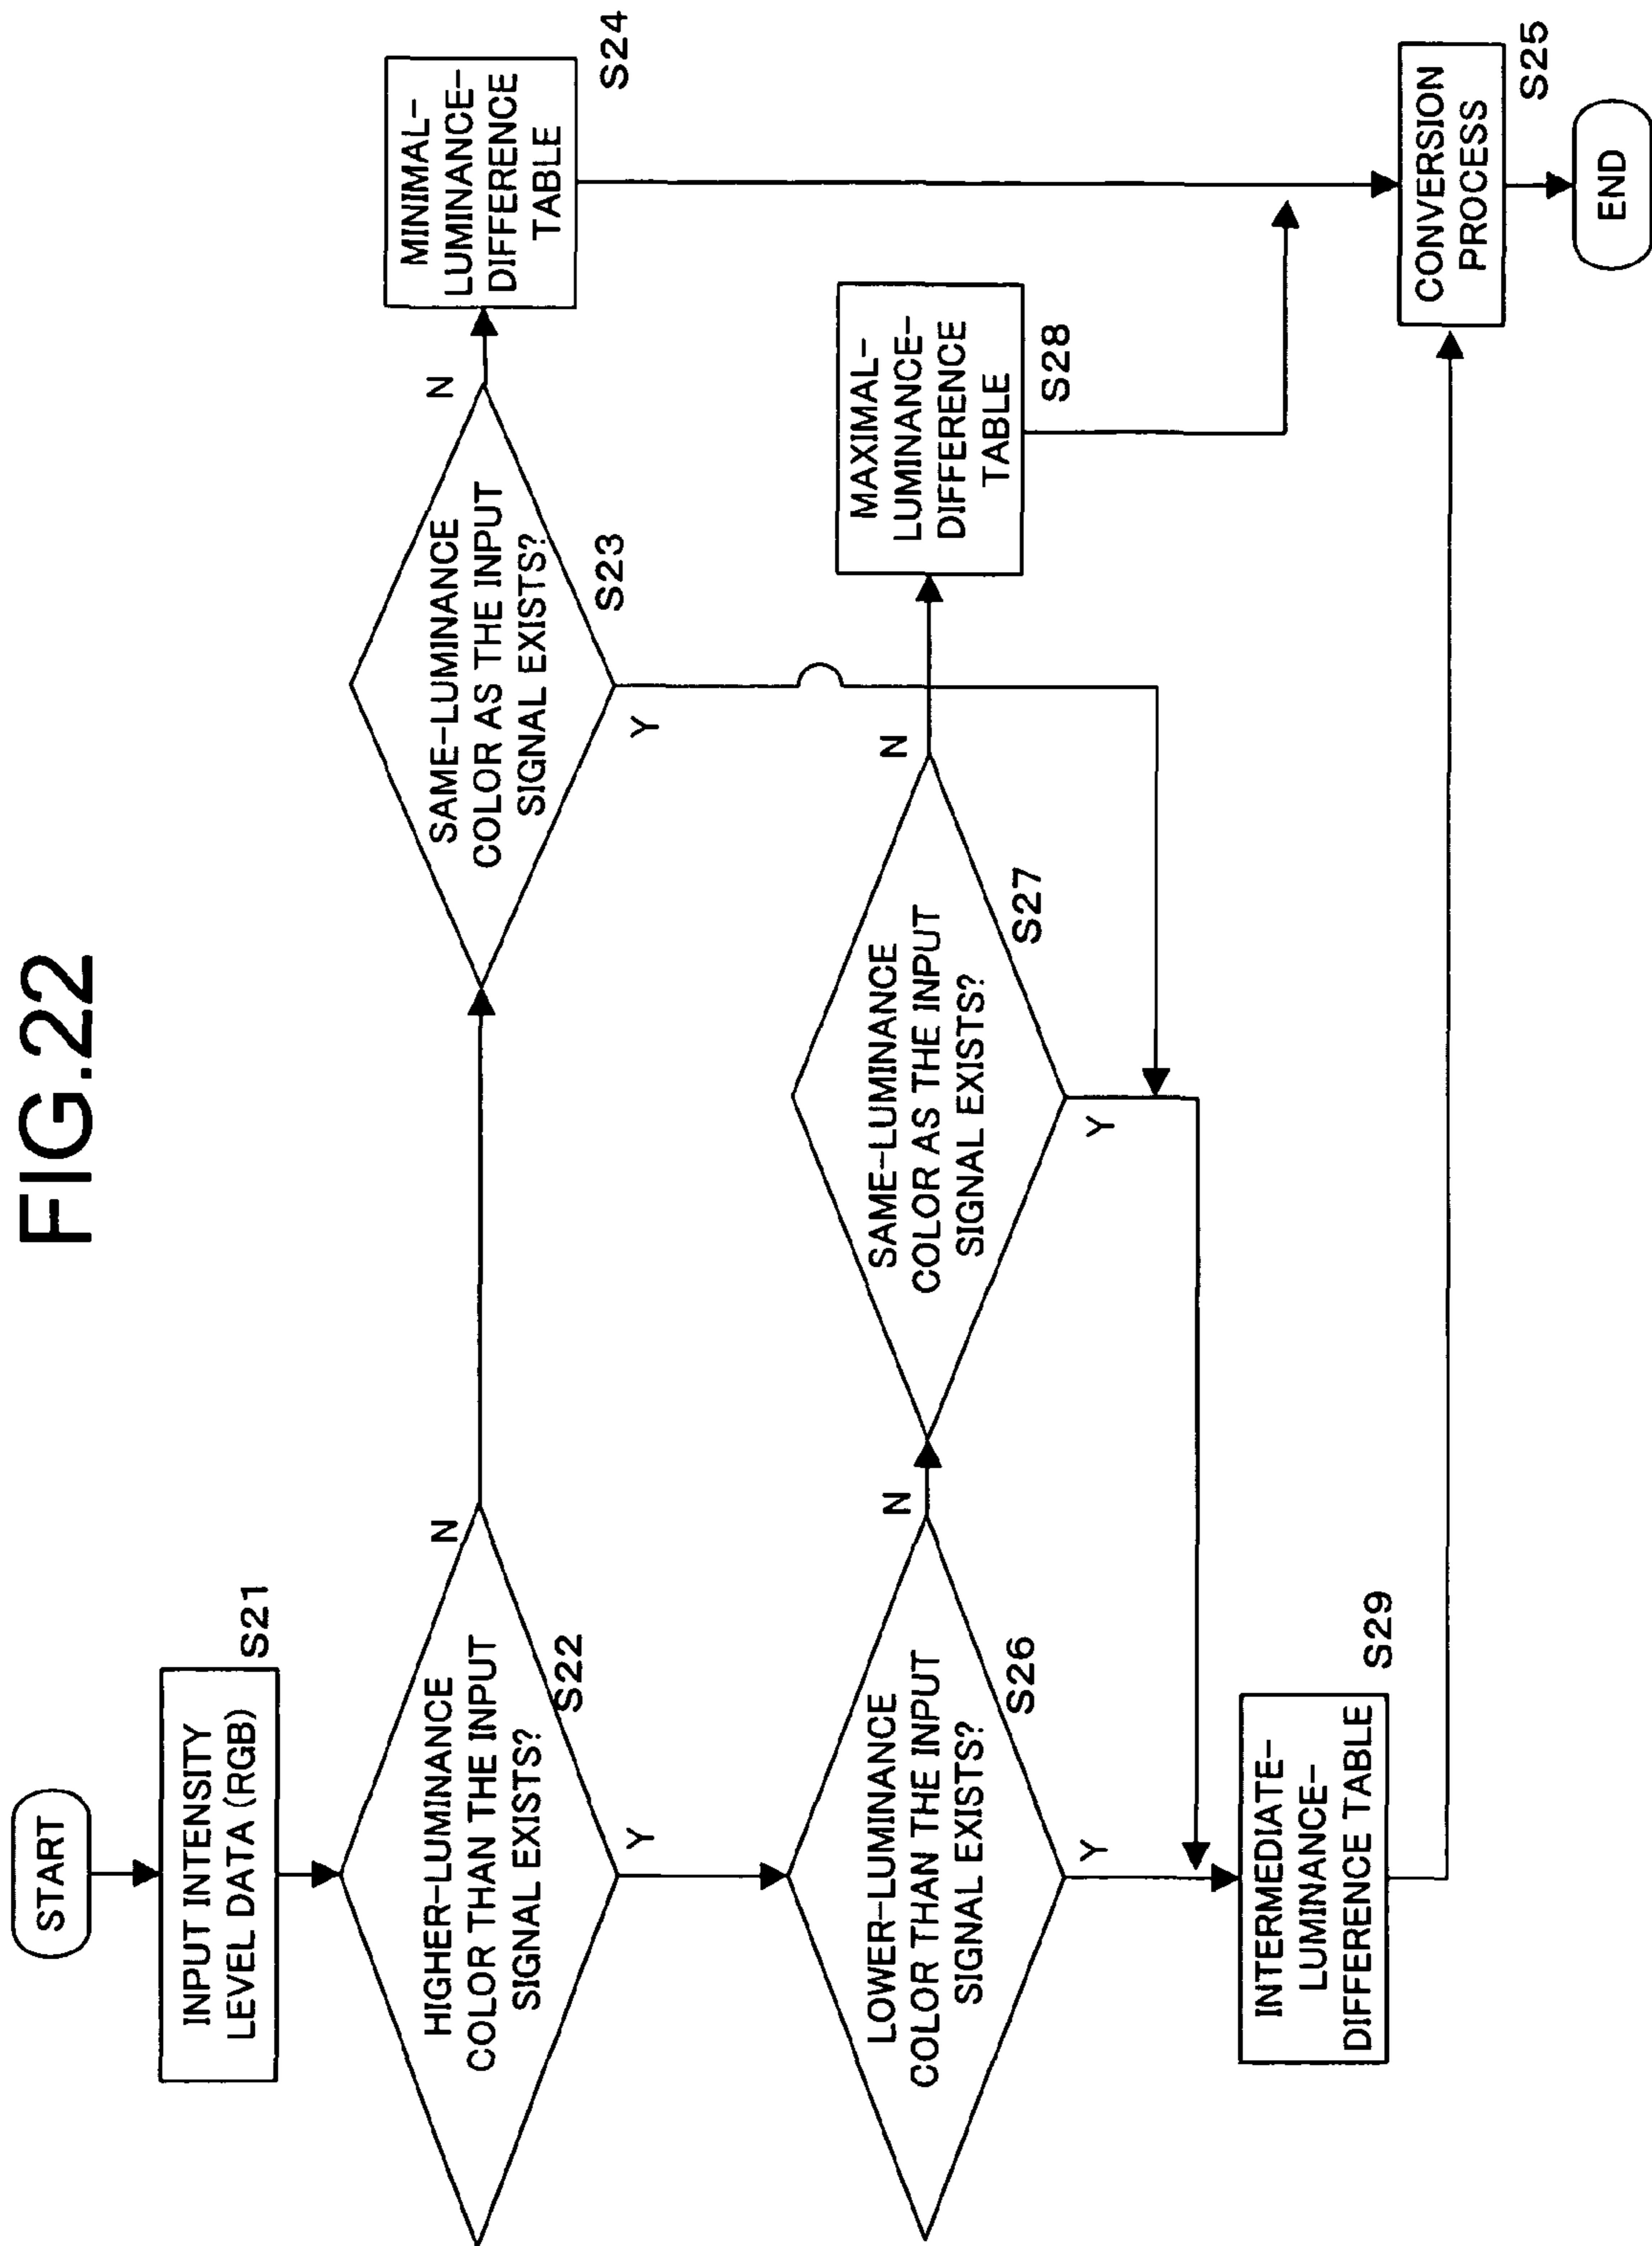 FIG.22
START
INPUT INTENSITY
LEVEL DATA (RGB)
S21
HIGHER-LUMINANCE
COLOR THAN THE INPUT
SIGNAL EXISTS?
S22
N
Y
SAME-LUMINANCE
COLOR AS THE INPUT
SIGNAL EXISTS?
S23
N
Y
MINIMAL-
LUMINANCE-
DIFFERENCE
TABLE
S24
LOWER-LUMINANCE
COLOR THAN THE INPUT
SIGNAL EXISTS?
S26
N
Y
SAME-LUMINANCE
COLOR AS THE INPUT
SIGNAL EXISTS?
S27
N
Y
MAXIMAL-
LUMINANCE-
DIFFERENCE
TABLE
S28
INTERMEDIATE-
LUMINANCE-
DIFFERENCE TABLE
S29
CONVERSION
PROCESS
S25
END